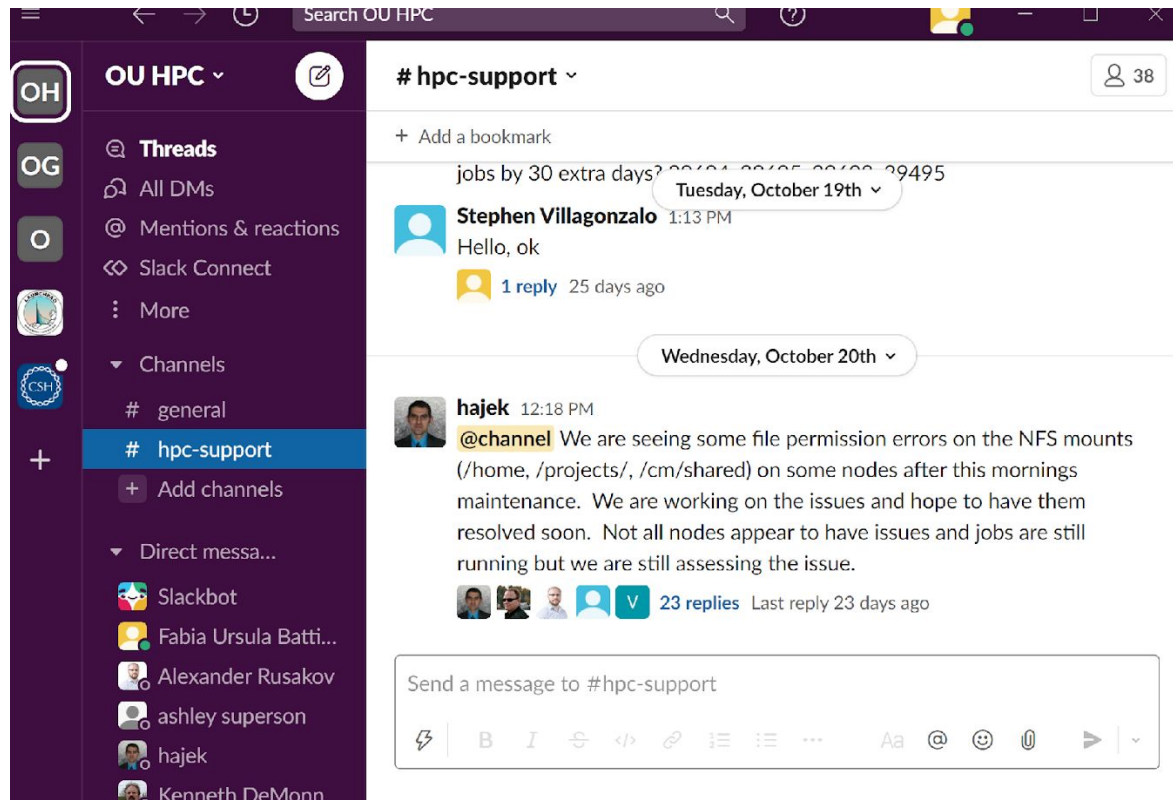 Search OU HPC
OH
OG
O
CSH
OU HPC
Threads
All DMs
@ Mentions & reactions
Slack Connect
More
Channels
# general
# hpc-support
+ Add channels
Direct messa...
Slackbot
Fabia Ursula Batti...
Alexander Rusakov
ashley superson
hajek
Kenneth DeMonn
# hpc-support
38
+ Add a bookmark
jobs by 30 extra days?
Tuesday, October 19th
Stephen Villagonzalo 1:13 PM
Hello, ok
1 reply 25 days ago
Wednesday, October 20th
hajek 12:18 PM
@channel We are seeing some file permission errors on the NFS mounts
(/home, /projects/, /cm/shared) on some nodes after this mornings
maintenance. We are working on the issues and hope to have them
resolved soon. Not all nodes appear to have issues and jobs are still
running but we are still assessing the issue.
V 23 replies Last reply 23 days ago
Send a message to #hpc-support
B I S </> Aa @